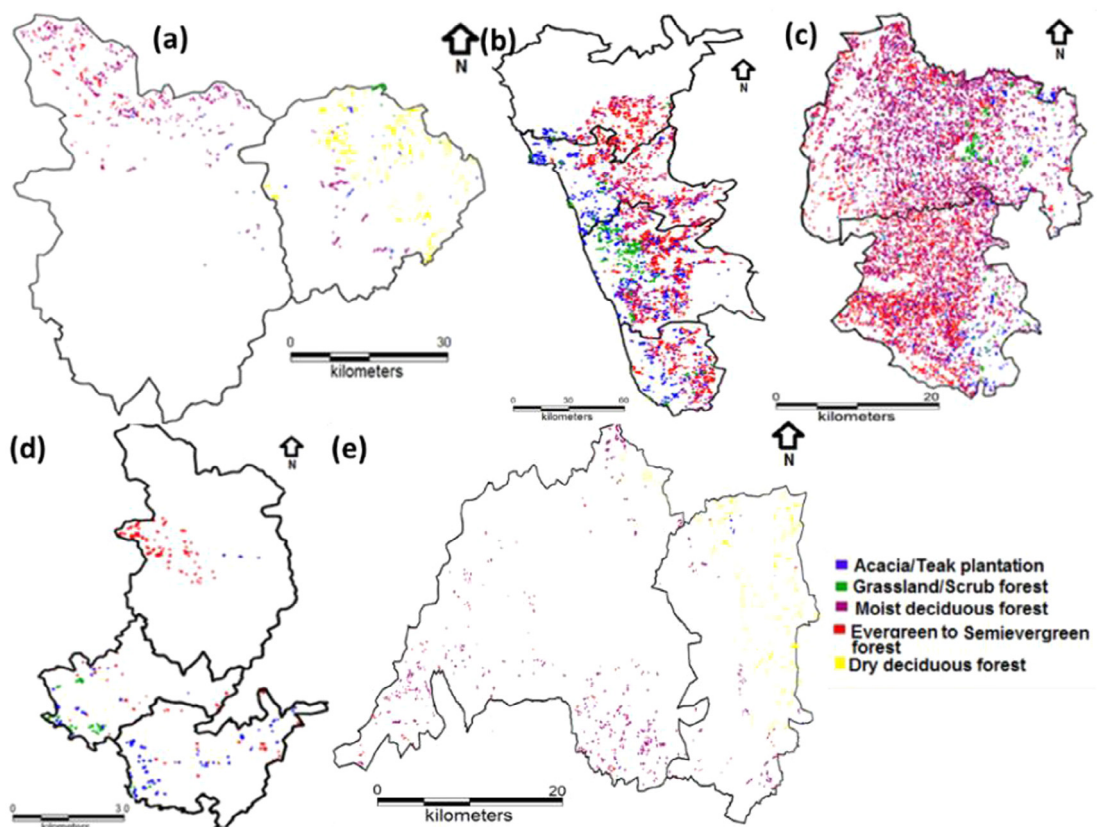 (a)
N
0 30
kilometers
(b)
N
0 30 60
kilometers
(c)
N
0 20
kilometers
(d)
N
0 3.0
kilometers
(e)
N
0 20
kilometers
Acacia/Teak plantation
Grassland/Scrub forest
Moist deciduous forest
Evergreen to Semievergreen
forest
Dry deciduous forest